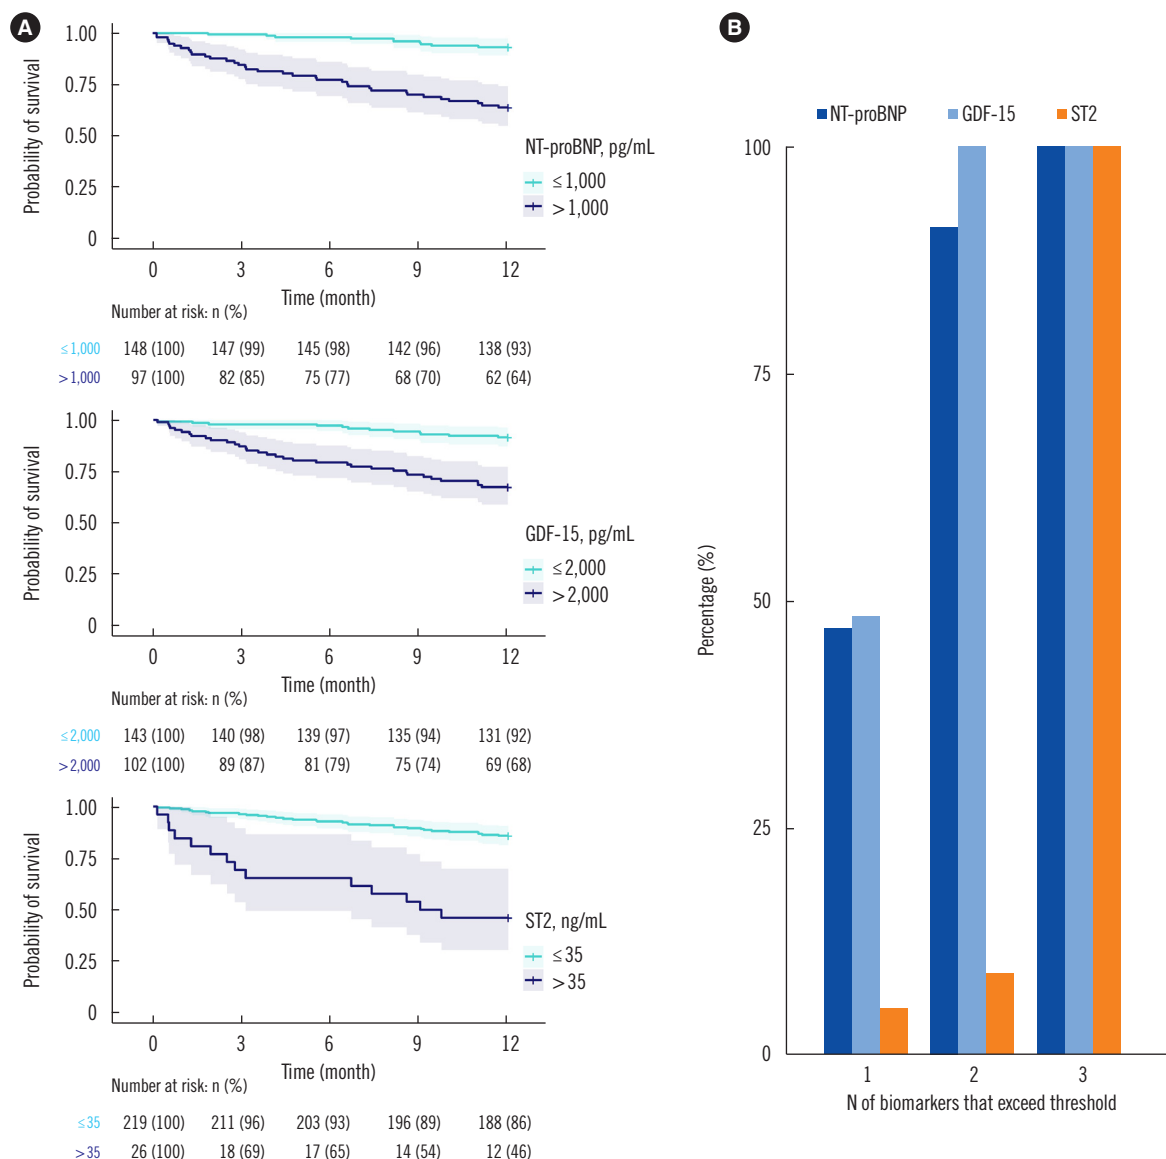 A
1.00
0.75
0.50
0.25
0
Probability of survival
NT-proBNP, pg/mL
≤1,000
>1,000
0 3 6 9 12
Time (month)
Number at risk: n (%)
≤1,000 148 (100) 147 (99) 145 (98) 142 (96) 138 (93)
>1,000 97 (100) 82 (85) 75 (77) 68 (70) 62 (64)
1.00
0.75
0.50
0.25
0
Probability of survival
GDF-15, pg/mL
≤2,000
>2,000
0 3 6 9 12
Time (month)
Number at risk: n (%)
≤2,000 143 (100) 140 (98) 139 (97) 135 (94) 131 (92)
>2,000 102 (100) 89 (87) 81 (79) 75 (74) 69 (68)
1.00
0.75
0.50
0.25
0
Probability of survival
ST2, ng/mL
≤35
>35
0 3 6 9 12
Time (month)
Number at risk: n (%)
≤35 219 (100) 211 (96) 203 (93) 196 (89) 188 (86)
>35 26 (100) 18 (69) 17 (65) 14 (54) 12 (46)
B
NT-proBNP GDF-15 ST2
100
75
50
25
0
Percentage (%)
1 2 3
N of biomarkers that exceed threshold